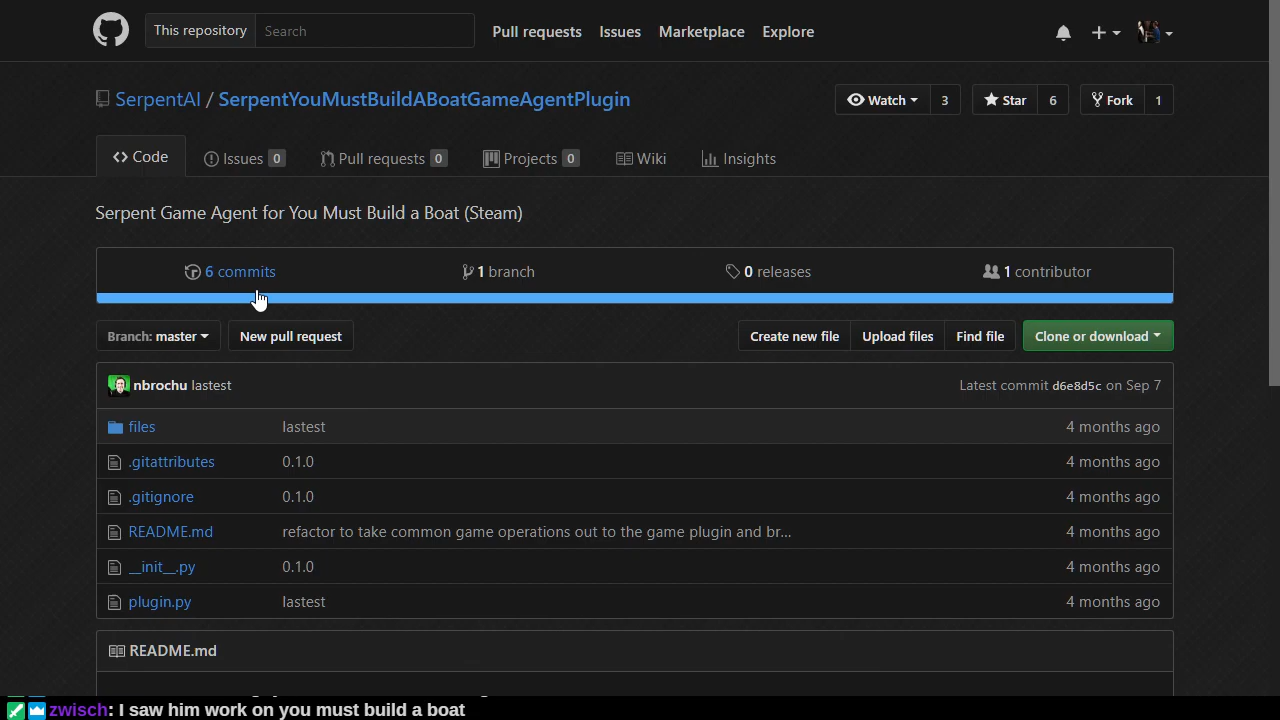 This repository Search Pull requests Issues Marketplace Explore
SerpentAI / SerpentYouMustBuildABoatGameAgentPlugin Watch 3 Star 6 Fork 1
Code Issues 0 Pull requests 0 Projects 0 Wiki Insights
Serpent Game Agent for You Must Build a Boat (Steam)
6 commits 1 branch 0 releases 1 contributor
Branch: master New pull request Create new file Upload files Find file Clone or download
nbrochu lastest Latest commit d6e8d5c on Sep 7
files lastest 4 months ago
.gitattributes 0.1.0 4 months ago
.gitignore 0.1.0 4 months ago
README.md refactor to take common game operations out to the game plugin and br... 4 months ago
__init__.py 0.1.0 4 months ago
plugin.py lastest 4 months ago
README.md
zwisch: I saw him work on you must build a boat